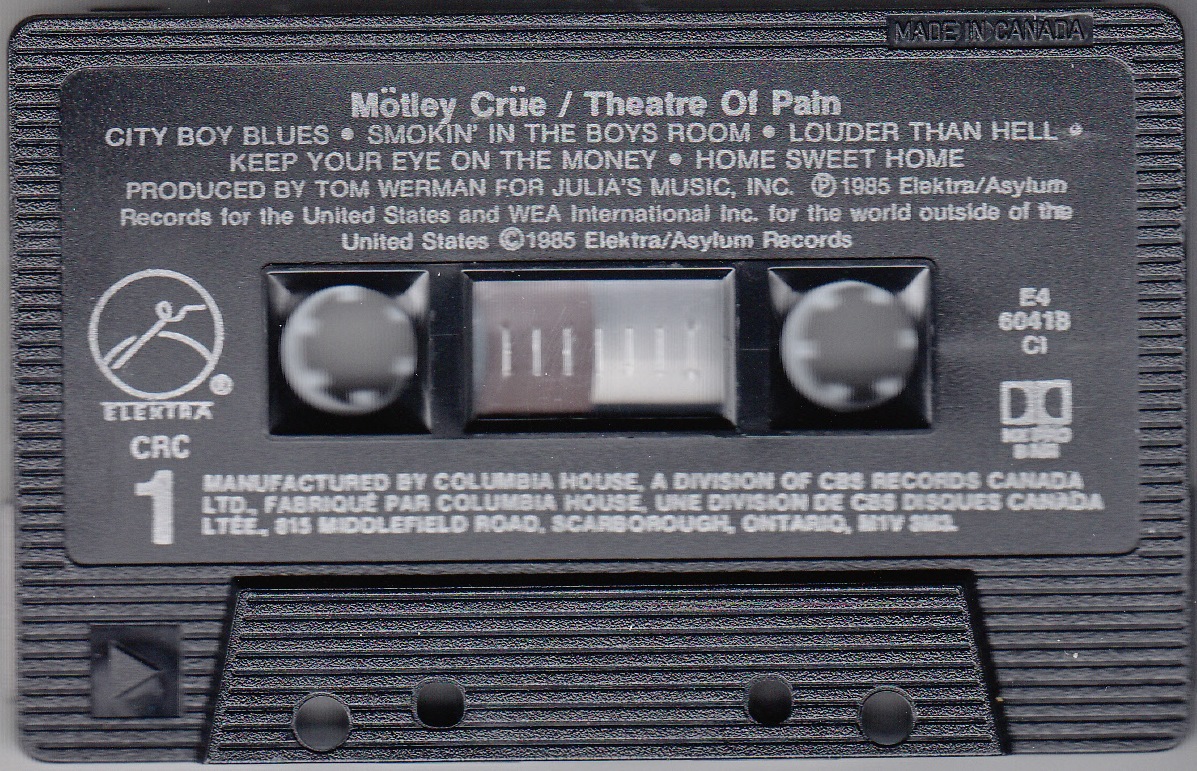 MADE IN CANADA
Mötley Crüe / Theatre Of Pain
CITY BOY BLUES • SMOKIN' IN THE BOYS ROOM • LOUDER THAN HELL •
KEEP YOUR EYE ON THE MONEY • HOME SWEET HOME
PRODUCED BY TOM WERMAN FOR JULIA'S MUSIC, INC. ℗1985 Elektra/Asylum
Records for the United States and WEA International Inc. for the world outside of the
United States ©1985 Elektra/Asylum Records
E4
6041B
C1
®
ELEKTRA
CRC
1
HX PRO
MANUFACTURED BY COLUMBIA HOUSE, A DIVISION OF CBS RECORDS CANADA
LTD., FABRIQUÉ PAR COLUMBIA HOUSE, UNE DIVISION DE CBS DISQUES CANADA
LTÉE., 815 MIDDLEFIELD ROAD, SCARBOROUGH, ONTARIO, M1V 3M3.